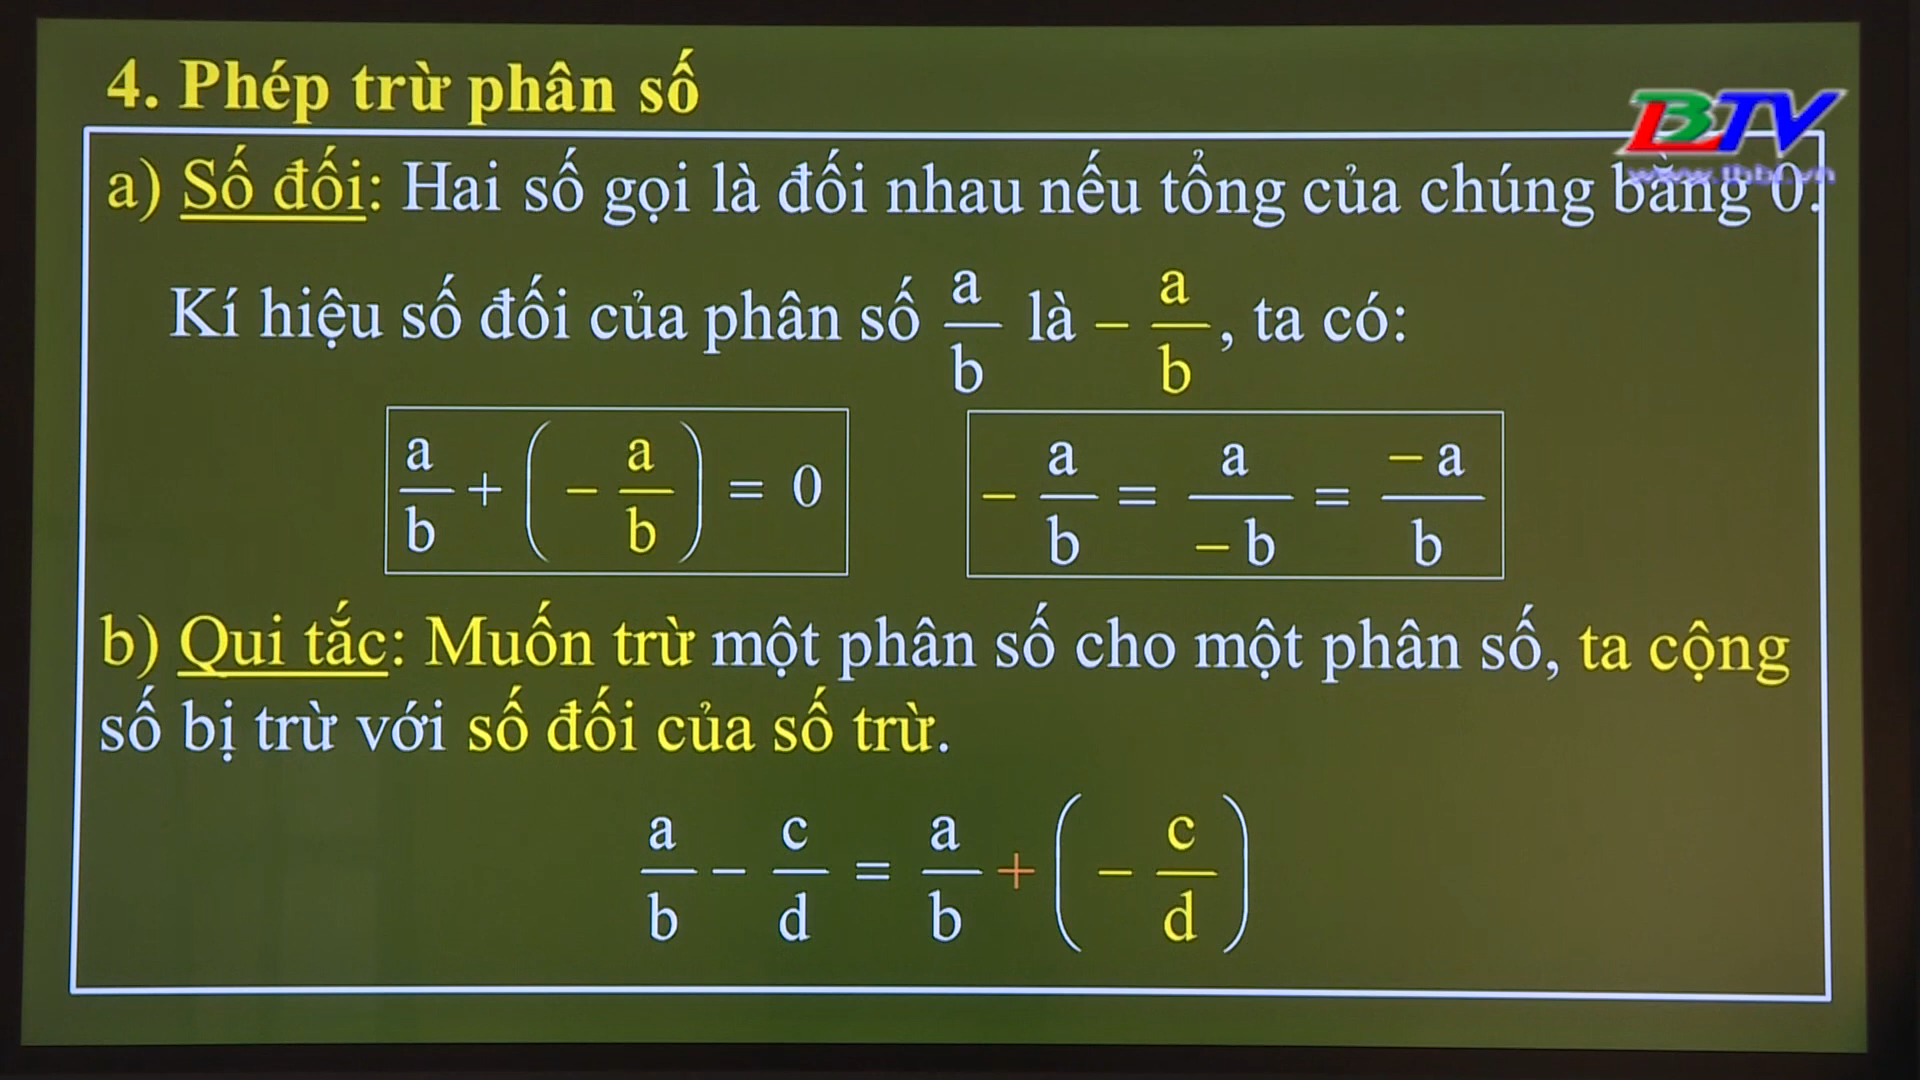 4. Phép trừ phân số
BTV
a) Số đối: Hai số gọi là đối nhau nếu tổng của chúng bằng 0.
Kí hiệu số đối của phân số a/b là – a/b, ta có:
a/b + ( – a/b ) = 0
– a/b = a/– b = – a/b
b) Qui tắc: Muốn trừ một phân số cho một phân số, ta cộng
số bị trừ với số đối của số trừ.
a/b – c/d = a/b + ( – c/d )